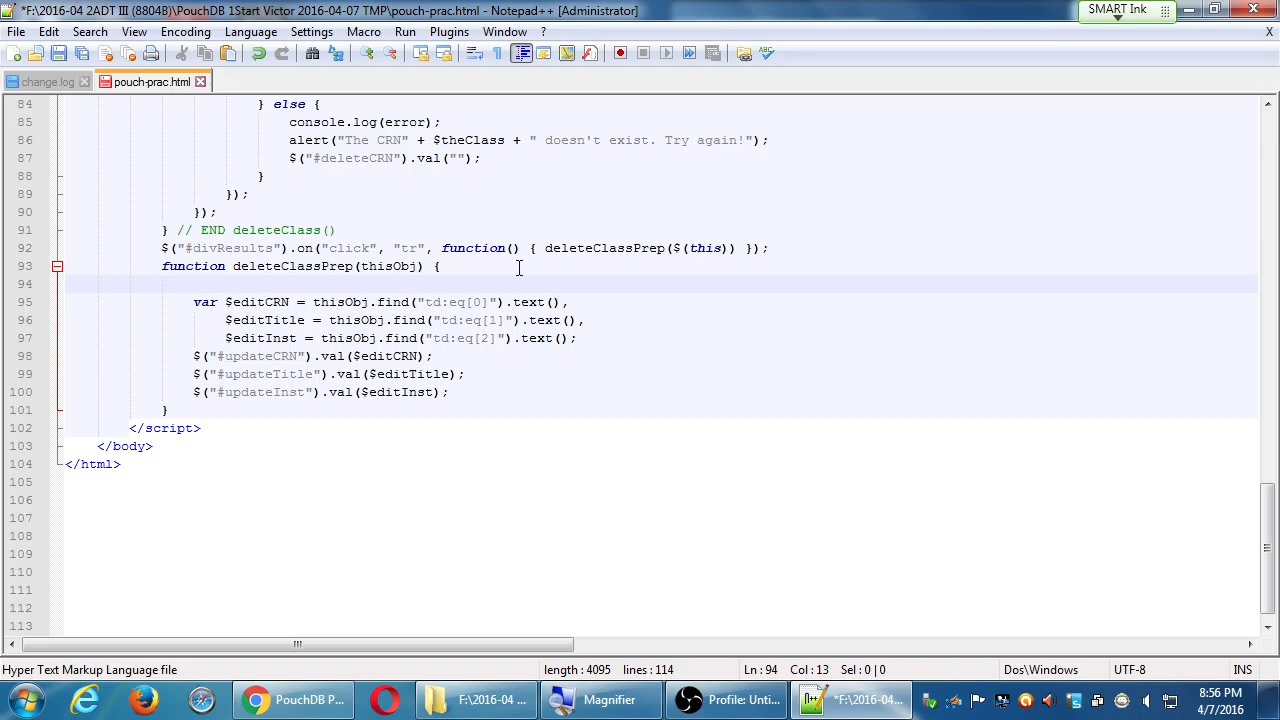 *F:\2016-04 2ADT III (8804B)\PouchDB 1Start Victor 2016-04-07 TMP\pouch-prac.html - Notepad++ [Administrator]
SMART Ink
File Edit Search View Encoding Language Settings Macro Run Plugins Window ? X
change.log pouch-prac.html
84 } else {
85 console.log(error);
86 alert("The CRN" + $theClass + " doesn't exist. Try again!");
87 $("#deleteCRN").val("");
88 }
89 });
90 });
91 } // END deleteClass()
92 $("#divResults").on("click", "tr", function() { deleteClassPrep($(this)) });
93 function deleteClassPrep(thisObj) {
94
95 var $editCRN = thisObj.find("td:eq[0]").text(),
96 $editTitle = thisObj.find("td:eq[1]").text(),
97 $editInst = thisObj.find("td:eq[2]").text();
98 $("#updateCRN").val($editCRN);
99 $("#updateTitle").val($editTitle);
100 $("#updateInst").val($editInst);
101 }
102 </script>
103 </body>
104 </html>
105
106
107
108
109
110
111
112
113
Hyper Text Markup Language file length : 4095 lines : 114 Ln : 94 Col : 13 Sel : 0 | 0 Dos\Windows UTF-8 INS
PouchDB P... F:\2016-04 ... Magnifier Profile: Unti... *F:\2016-04... 8:56 PM
4/7/2016